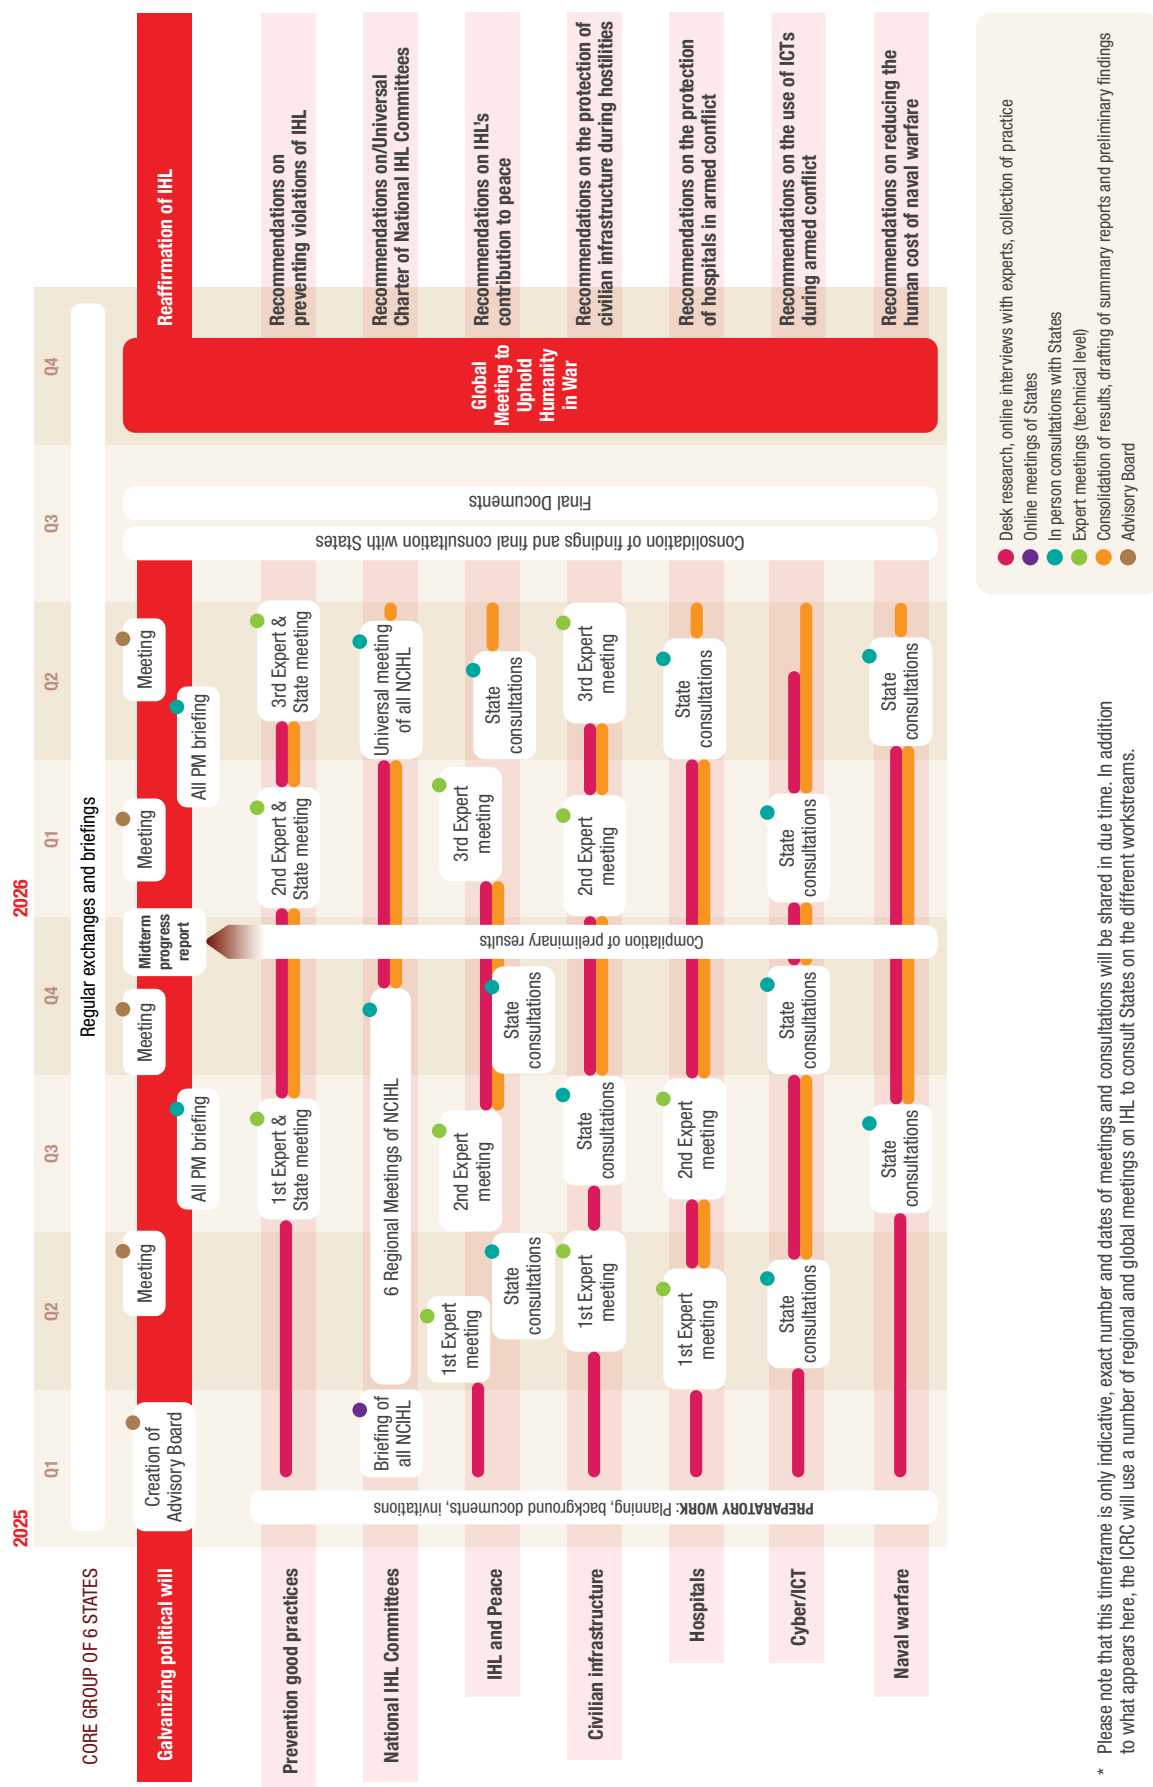 2025
2026
Q1
Q2
Q3
Q4
Q1
Q2
Q3
Q4
CORE GROUP OF 6 STATES
Regular exchanges and briefings
Galvanizing political will
Creation of
Advisory Board
Meeting
All PM briefing
Meeting
Midterm
progress
report
Meeting
All PM briefing
Meeting
Reaffirmation of IHL
PREPARATORY WORK: Planning, background documents, invitations
Compilation of preliminary results
Consolidation of findings and final consultation with States
Final Documents
Global
Meeting to
Uphold
Humanity
in War
Prevention good practices
1st Expert &
State meeting
2nd Expert &
State meeting
3rd Expert &
State meeting
Recommendations on
preventing violations of IHL
National IHL Committees
Briefing of
all NCIHL
6 Regional Meetings of NCIHL
Universal meeting
of all NCIHL
Recommendations on/Universal
Charter of National IHL Committees
IHL and Peace
1st Expert
meeting
State
consultations
2nd Expert
meeting
State
consultations
3rd Expert
meeting
State
consultations
Recommendations on IHL's
contribution to peace
Civilian infrastructure
1st Expert
meeting
State
consultations
2nd Expert
meeting
3rd Expert
meeting
Recommendations on the protection of
civilian infrastructure during hostilities
Hospitals
1st Expert
meeting
2nd Expert
meeting
State
consultations
Recommendations on the protection
of hospitals in armed conflict
Cyber/ICT
State
consultations
State
consultations
State
consultations
Recommendations on the use of ICTs
during armed conflict
Naval warfare
State
consultations
State
consultations
Recommendations on reducing the
human cost of naval warfare
Desk research, online interviews with experts, collection of practice
Online meetings of States
In person consultations with States
Expert meetings (technical level)
Consolidation of results, drafting of summary reports and preliminary findings
Advisory Board
* Please note that this timeframe is only indicative, exact number and dates of meetings and consultations will be shared in due time. In addition
to what appears here, the ICRC will use a number of regional and global meetings on IHL to consult States on the different workstreams.